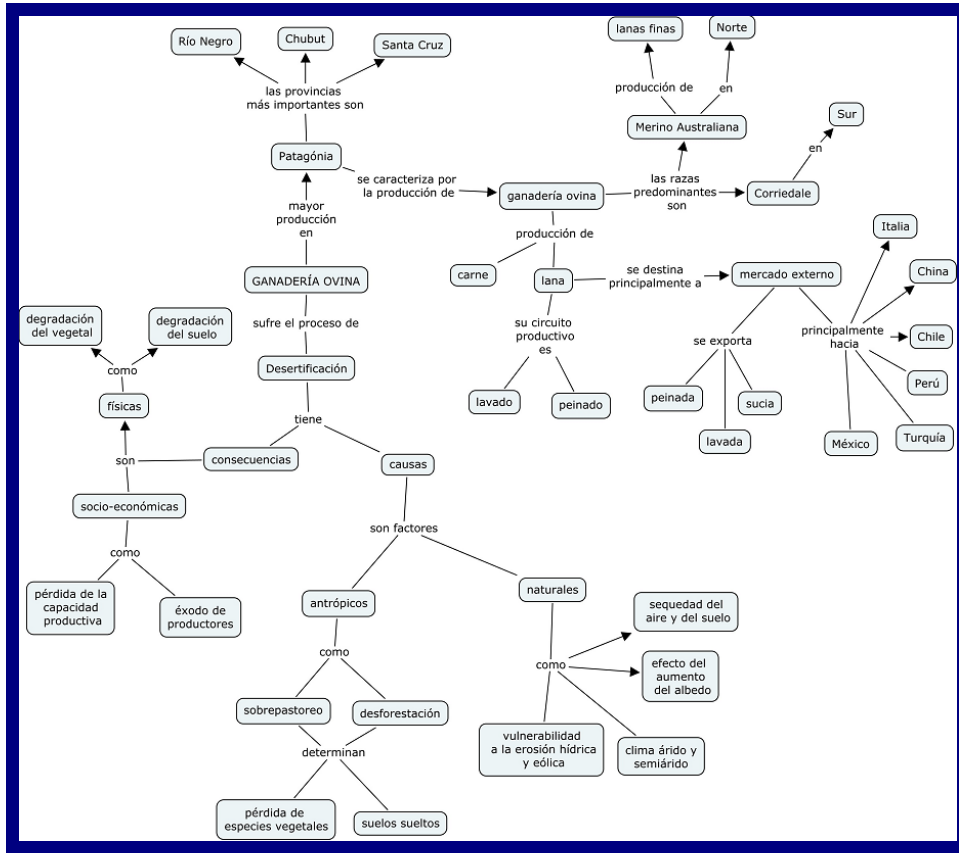 Río Negro
Chubut
Santa Cruz
las provincias
más importantes son
Patagónia
mayor
producción
en
GANADERÍA OVINA
se caracteriza por
la producción de
ganadería ovina
las razas
predominantes
son
Merino Australiana
producción de
lanas finas
en
Norte
Corriedale
en
Sur
producción de
carne
lana
su circuito
productivo
es
lavado
peinado
se destina
principalmente a
mercado externo
se exporta
peinada
lavada
sucia
principalmente
hacia
Italia
China
Chile
Perú
Turquía
México
sufre el proceso de
Desertificación
tiene
consecuencias
son
físicas
como
degradación
del vegetal
degradación
del suelo
socio-económicas
como
pérdida de la
capacidad
productiva
éxodo de
productores
causas
son factores
antrópicos
como
sobrepastoreo
desforestación
determinan
pérdida de
especies vegetales
suelos sueltos
naturales
como
sequedad del
aire y del suelo
efecto del
aumento
del albedo
clima árido y
semiárido
vulnerabilidad
a la erosión hídrica
y eólica